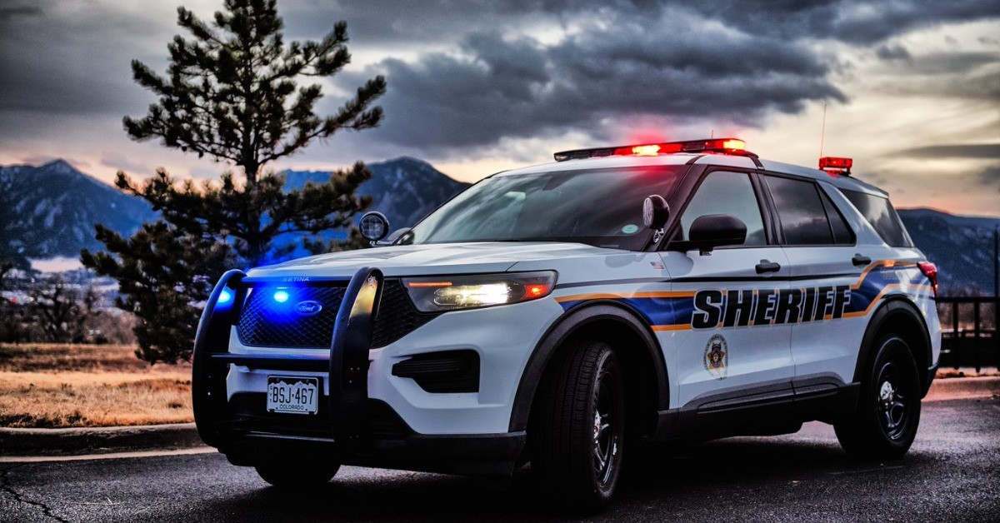 SETINA
Ford
BSJ-467
COLORADO
SHERIFF